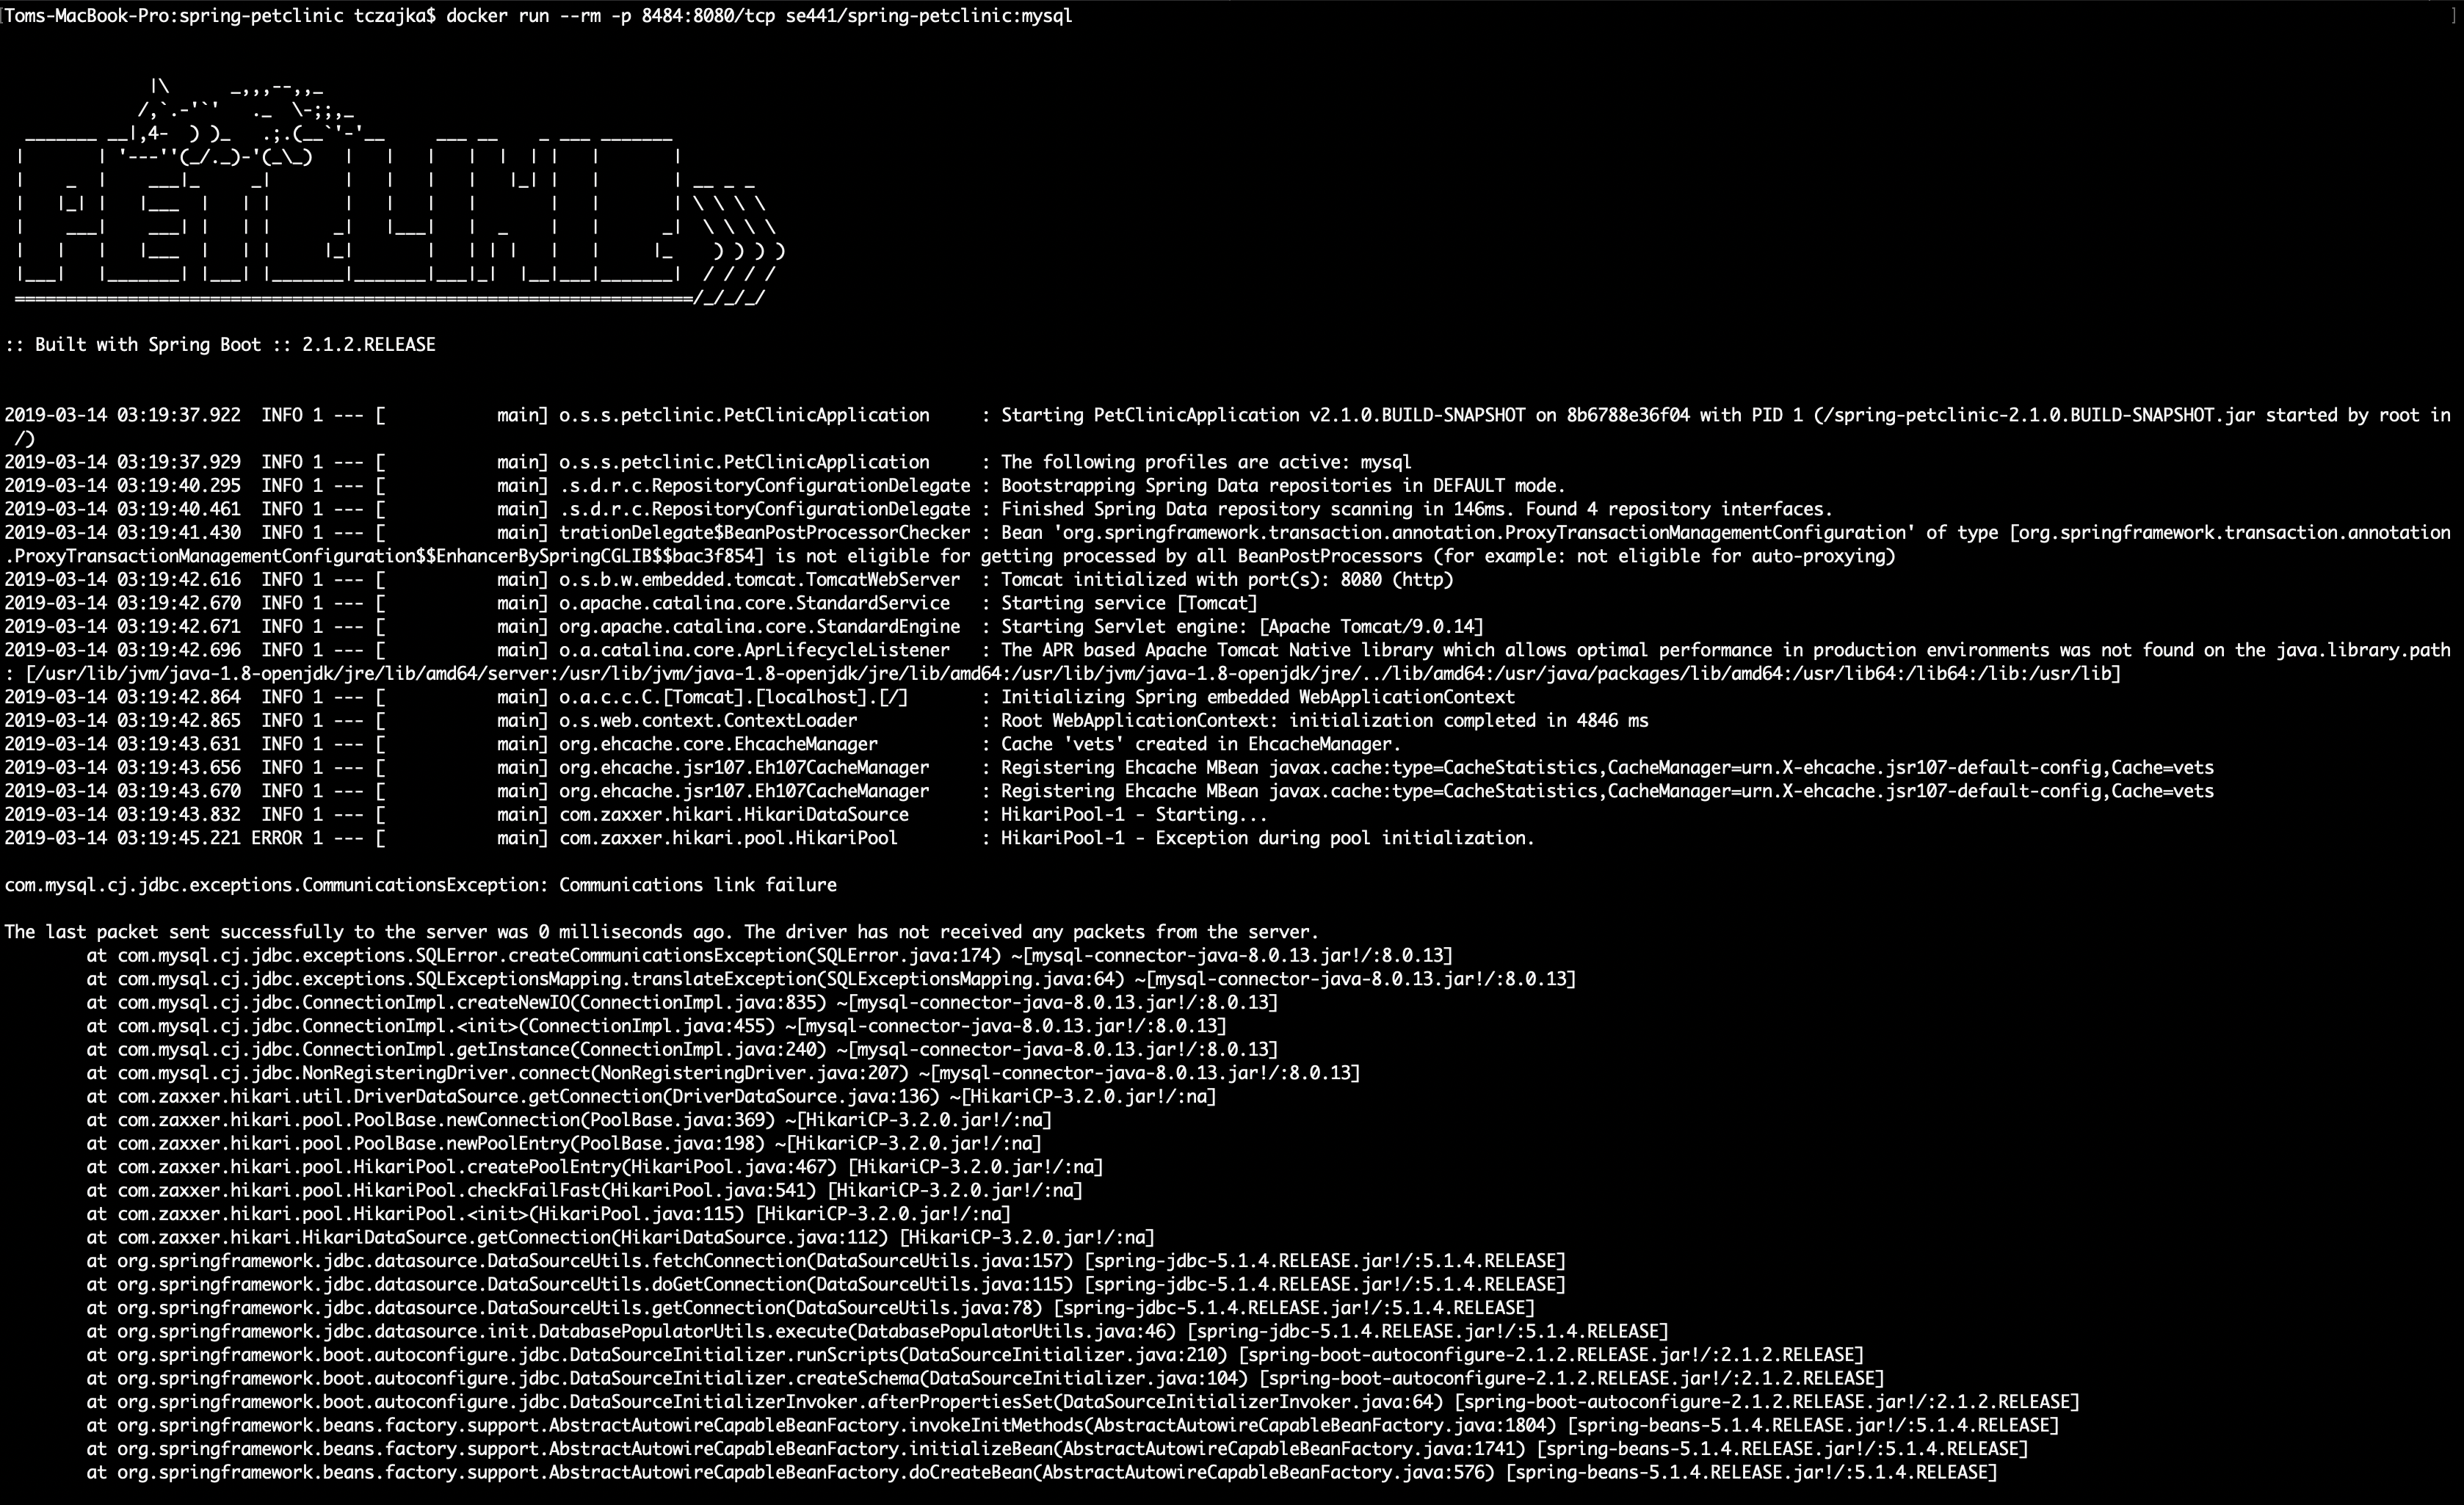 Toms-MacBook-Pro:spring-petclinic tczajka$ docker run --rm -p 8484:8080/tcp se441/spring-petclinic:mysql
              |\      _,,,--,,_
             /,`.-'`'   ._  \-;;,_
  _______ __|,4-  ) )_   .;.(__`'-'__     ___ __    _ ___ _______
 |       | '---''(_/._)-'(_\_)   |   |   |   |  |  | |   |       |
 |    _  |    ___|_     _|       |   |   |   |   |_| |   |       | __ _ _
 |   |_| |   |___  |   | |       |   |   |   |       |   |       | \ \ \ \
 |    ___|    ___| |   | |      _|   |___|   |  _    |   |      _|  \ \ \ \
 |   |   |   |___  |   | |     |_|       |   | | |   |   |     |_    ) ) ) )
 |___|   |_______| |___| |_______|_______|___|_|  |__|___|_______|  / / / /
 ==================================================================/_/_/_/
:: Built with Spring Boot :: 2.1.2.RELEASE
2019-03-14 03:19:37.922  INFO 1 --- [           main] o.s.s.petclinic.PetClinicApplication     : Starting PetClinicApplication v2.1.0.BUILD-SNAPSHOT on 8b6788e36f04 with PID 1 (/spring-petclinic-2.1.0.BUILD-SNAPSHOT.jar started by root in
 /)
2019-03-14 03:19:37.929  INFO 1 --- [           main] o.s.s.petclinic.PetClinicApplication     : The following profiles are active: mysql
2019-03-14 03:19:40.295  INFO 1 --- [           main] .s.d.r.c.RepositoryConfigurationDelegate : Bootstrapping Spring Data repositories in DEFAULT mode.
2019-03-14 03:19:40.461  INFO 1 --- [           main] .s.d.r.c.RepositoryConfigurationDelegate : Finished Spring Data repository scanning in 146ms. Found 4 repository interfaces.
2019-03-14 03:19:41.430  INFO 1 --- [           main] trationDelegate$BeanPostProcessorChecker : Bean 'org.springframework.transaction.annotation.ProxyTransactionManagementConfiguration' of type [org.springframework.transaction.annotation
.ProxyTransactionManagementConfiguration$$EnhancerBySpringCGLIB$$bac3f854] is not eligible for getting processed by all BeanPostProcessors (for example: not eligible for auto-proxying)
2019-03-14 03:19:42.616  INFO 1 --- [           main] o.s.b.w.embedded.tomcat.TomcatWebServer  : Tomcat initialized with port(s): 8080 (http)
2019-03-14 03:19:42.670  INFO 1 --- [           main] o.apache.catalina.core.StandardService   : Starting service [Tomcat]
2019-03-14 03:19:42.671  INFO 1 --- [           main] org.apache.catalina.core.StandardEngine  : Starting Servlet engine: [Apache Tomcat/9.0.14]
2019-03-14 03:19:42.696  INFO 1 --- [           main] o.a.catalina.core.AprLifecycleListener   : The APR based Apache Tomcat Native library which allows optimal performance in production environments was not found on the java.library.path
: [/usr/lib/jvm/java-1.8-openjdk/jre/lib/amd64/server:/usr/lib/jvm/java-1.8-openjdk/jre/lib/amd64:/usr/lib/jvm/java-1.8-openjdk/jre/../lib/amd64:/usr/java/packages/lib/amd64:/usr/lib64:/lib64:/lib:/usr/lib]
2019-03-14 03:19:42.864  INFO 1 --- [           main] o.a.c.c.C.[Tomcat].[localhost].[/]       : Initializing Spring embedded WebApplicationContext
2019-03-14 03:19:42.865  INFO 1 --- [           main] o.s.web.context.ContextLoader            : Root WebApplicationContext: initialization completed in 4846 ms
2019-03-14 03:19:43.631  INFO 1 --- [           main] org.ehcache.core.EhcacheManager          : Cache 'vets' created in EhcacheManager.
2019-03-14 03:19:43.656  INFO 1 --- [           main] org.ehcache.jsr107.Eh107CacheManager     : Registering Ehcache MBean javax.cache:type=CacheStatistics,CacheManager=urn.X-ehcache.jsr107-default-config,Cache=vets
2019-03-14 03:19:43.670  INFO 1 --- [           main] org.ehcache.jsr107.Eh107CacheManager     : Registering Ehcache MBean javax.cache:type=CacheStatistics,CacheManager=urn.X-ehcache.jsr107-default-config,Cache=vets
2019-03-14 03:19:43.832  INFO 1 --- [           main] com.zaxxer.hikari.HikariDataSource       : HikariPool-1 - Starting...
2019-03-14 03:19:45.221 ERROR 1 --- [           main] com.zaxxer.hikari.pool.HikariPool        : HikariPool-1 - Exception during pool initialization.
com.mysql.cj.jdbc.exceptions.CommunicationsException: Communications link failure
The last packet sent successfully to the server was 0 milliseconds ago. The driver has not received any packets from the server.
	at com.mysql.cj.jdbc.exceptions.SQLError.createCommunicationsException(SQLError.java:174) ~[mysql-connector-java-8.0.13.jar!/:8.0.13]
	at com.mysql.cj.jdbc.exceptions.SQLExceptionsMapping.translateException(SQLExceptionsMapping.java:64) ~[mysql-connector-java-8.0.13.jar!/:8.0.13]
	at com.mysql.cj.jdbc.ConnectionImpl.createNewIO(ConnectionImpl.java:835) ~[mysql-connector-java-8.0.13.jar!/:8.0.13]
	at com.mysql.cj.jdbc.ConnectionImpl.<init>(ConnectionImpl.java:455) ~[mysql-connector-java-8.0.13.jar!/:8.0.13]
	at com.mysql.cj.jdbc.ConnectionImpl.getInstance(ConnectionImpl.java:240) ~[mysql-connector-java-8.0.13.jar!/:8.0.13]
	at com.mysql.cj.jdbc.NonRegisteringDriver.connect(NonRegisteringDriver.java:207) ~[mysql-connector-java-8.0.13.jar!/:8.0.13]
	at com.zaxxer.hikari.util.DriverDataSource.getConnection(DriverDataSource.java:136) ~[HikariCP-3.2.0.jar!/:na]
	at com.zaxxer.hikari.pool.PoolBase.newConnection(PoolBase.java:369) ~[HikariCP-3.2.0.jar!/:na]
	at com.zaxxer.hikari.pool.PoolBase.newPoolEntry(PoolBase.java:198) ~[HikariCP-3.2.0.jar!/:na]
	at com.zaxxer.hikari.pool.HikariPool.createPoolEntry(HikariPool.java:467) [HikariCP-3.2.0.jar!/:na]
	at com.zaxxer.hikari.pool.HikariPool.checkFailFast(HikariPool.java:541) [HikariCP-3.2.0.jar!/:na]
	at com.zaxxer.hikari.pool.HikariPool.<init>(HikariPool.java:115) [HikariCP-3.2.0.jar!/:na]
	at com.zaxxer.hikari.HikariDataSource.getConnection(HikariDataSource.java:112) [HikariCP-3.2.0.jar!/:na]
	at org.springframework.jdbc.datasource.DataSourceUtils.fetchConnection(DataSourceUtils.java:157) [spring-jdbc-5.1.4.RELEASE.jar!/:5.1.4.RELEASE]
	at org.springframework.jdbc.datasource.DataSourceUtils.doGetConnection(DataSourceUtils.java:115) [spring-jdbc-5.1.4.RELEASE.jar!/:5.1.4.RELEASE]
	at org.springframework.jdbc.datasource.DataSourceUtils.getConnection(DataSourceUtils.java:78) [spring-jdbc-5.1.4.RELEASE.jar!/:5.1.4.RELEASE]
	at org.springframework.jdbc.datasource.init.DatabasePopulatorUtils.execute(DatabasePopulatorUtils.java:46) [spring-jdbc-5.1.4.RELEASE.jar!/:5.1.4.RELEASE]
	at org.springframework.boot.autoconfigure.jdbc.DataSourceInitializer.runScripts(DataSourceInitializer.java:210) [spring-boot-autoconfigure-2.1.2.RELEASE.jar!/:2.1.2.RELEASE]
	at org.springframework.boot.autoconfigure.jdbc.DataSourceInitializer.createSchema(DataSourceInitializer.java:104) [spring-boot-autoconfigure-2.1.2.RELEASE.jar!/:2.1.2.RELEASE]
	at org.springframework.boot.autoconfigure.jdbc.DataSourceInitializerInvoker.afterPropertiesSet(DataSourceInitializerInvoker.java:64) [spring-boot-autoconfigure-2.1.2.RELEASE.jar!/:2.1.2.RELEASE]
	at org.springframework.beans.factory.support.AbstractAutowireCapableBeanFactory.invokeInitMethods(AbstractAutowireCapableBeanFactory.java:1804) [spring-beans-5.1.4.RELEASE.jar!/:5.1.4.RELEASE]
	at org.springframework.beans.factory.support.AbstractAutowireCapableBeanFactory.initializeBean(AbstractAutowireCapableBeanFactory.java:1741) [spring-beans-5.1.4.RELEASE.jar!/:5.1.4.RELEASE]
	at org.springframework.beans.factory.support.AbstractAutowireCapableBeanFactory.doCreateBean(AbstractAutowireCapableBeanFactory.java:576) [spring-beans-5.1.4.RELEASE.jar!/:5.1.4.RELEASE]